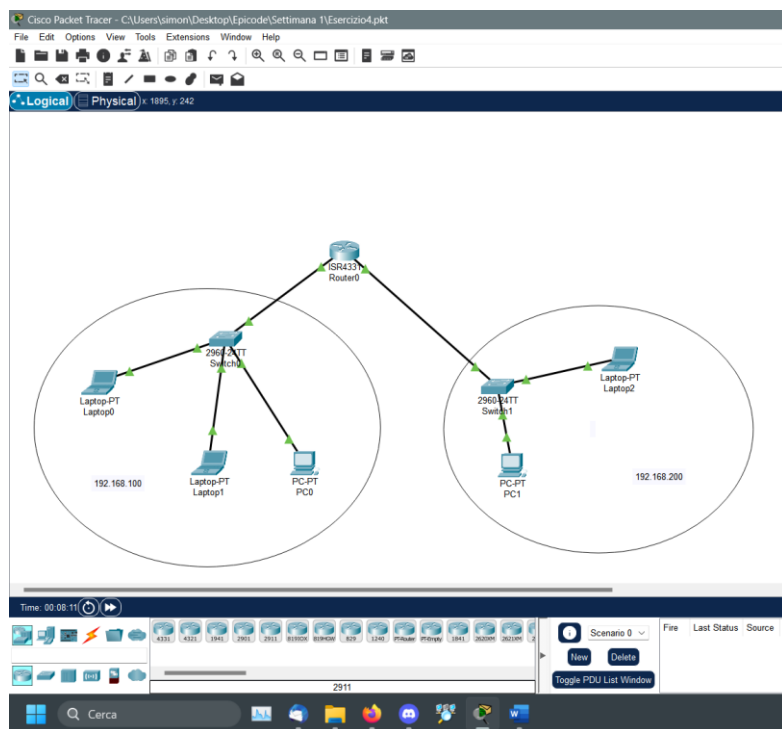 Cisco Packet Tracer - C:\Users\simon\Desktop\Epicode\Settimana 1\Esercizio4.pkt
File Edit Options View Tools Extensions Window Help
Logical Physical x: 1895, y: 242
ISR4331
Router0
2960-24TT
Switch0
Laptop-PT
Laptop0
Laptop-PT
Laptop1
PC-PT
PC0
192.168.100
2960-24TT
Switch1
Laptop-PT
Laptop2
PC-PT
PC1
192.168.200
Time: 00:08:11
4331 4321 1941 2901 2911 819IOX 819HGW 829 1240 PT-Router PT-Empty 1841 2620XM 2621XM
2911
Scenario 0
New Delete
Toggle PDU List Window
Fire Last Status Source
Cerca